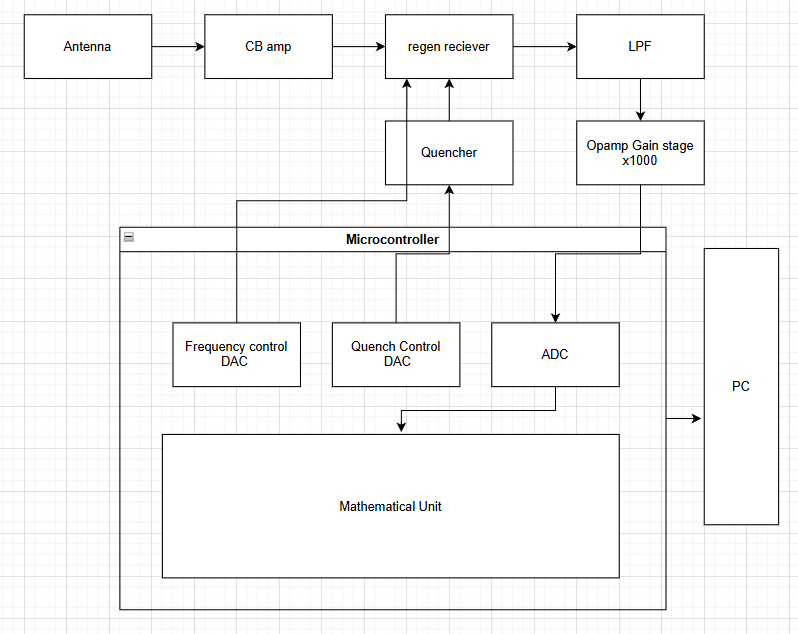 Antenna
CB amp
regen reciever
LPF
Quencher
Opamp Gain stage
x1000
Microcontroller
Frequency control
DAC
Quench Control
DAC
ADC
PC
Mathematical Unit